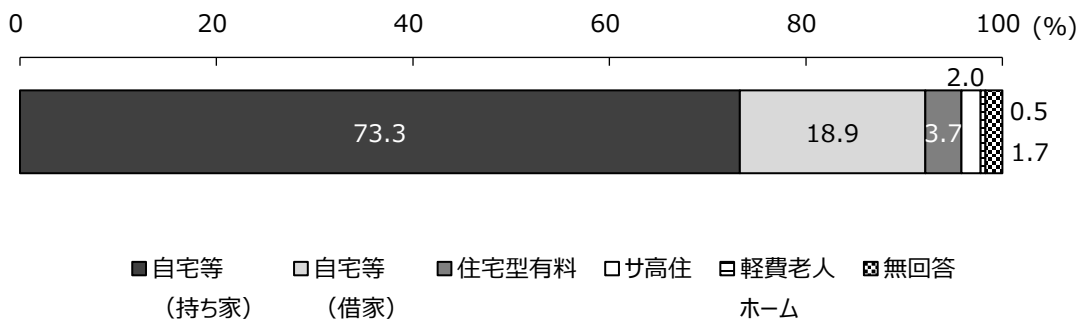 0 20 40 60 80 100 (%)
2.0
73.3 18.9 3.7 0.5
1.7
自宅等 自宅等 住宅型有料 サ高住 軽費老人 無回答
（持ち家） （借家） ホーム